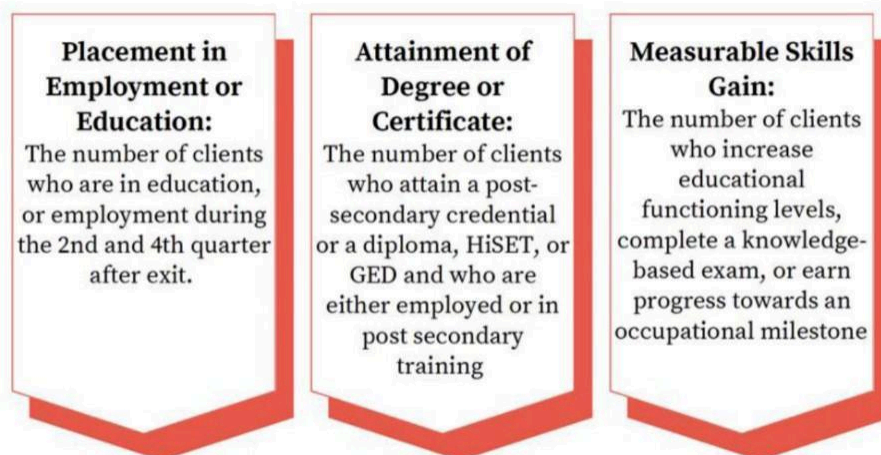 Placement in
Employment or
Education:
The number of clients
who are in education,
or employment during
the 2nd and 4th quarter
after exit.
Attainment of
Degree or
Certificate:
The number of clients
who attain a post-
secondary credential
or a diploma, HiSET, or
GED and who are
either employed or in
post secondary
training
Measurable Skills
Gain:
The number of clients
who increase
educational
functioning levels,
complete a knowledge-
based exam, or earn
progress towards an
occupational milestone